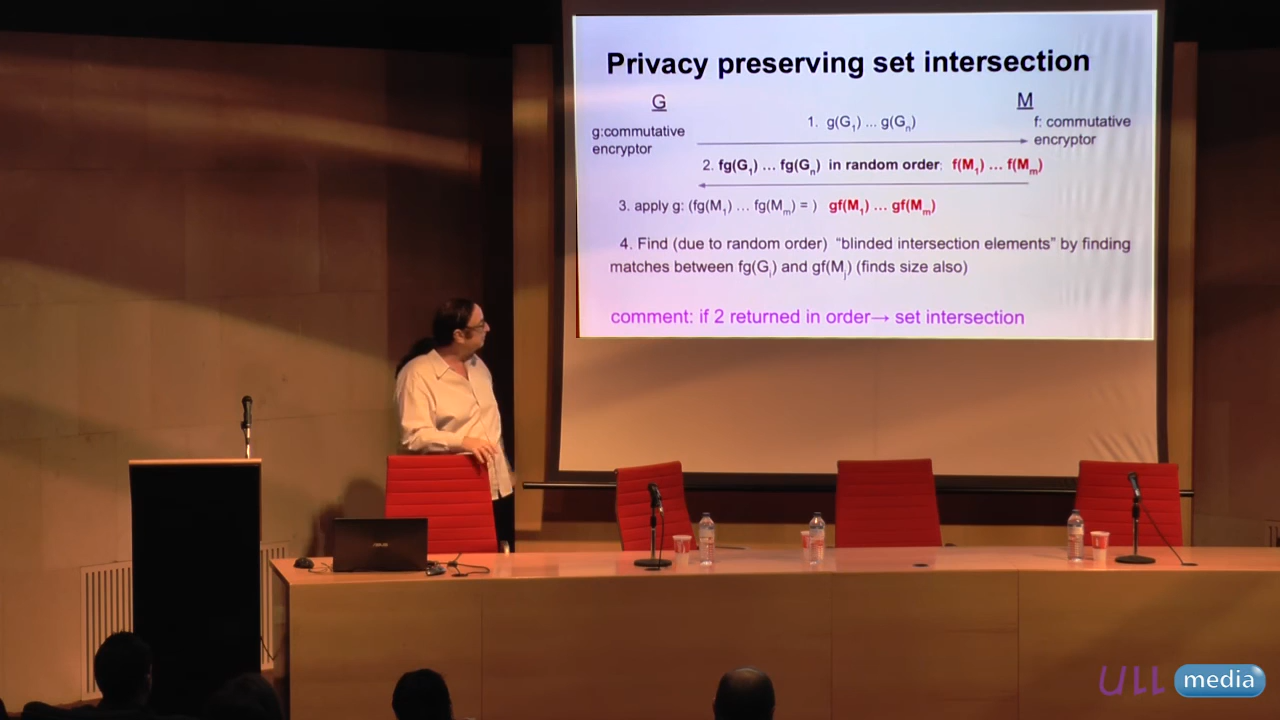 Privacy preserving set intersection
G
M
g:commutative
encryptor
1. g(G₁) ... g(Gₙ)
f: commutative
encryptor
2. fg(G₁) ... fg(Gₙ) in random order; f(M₁) ... f(Mₘ)
3. apply g: (fg(M₁) ... fg(Mₘ) = ) gf(M₁) ... gf(Mₘ)
4. Find (due to random order) “blinded intersection elements” by finding
matches between fg(Gᵢ) and gf(Mⱼ) (finds size also)
comment: if 2 returned in order→ set intersection
ASUS
ULL media